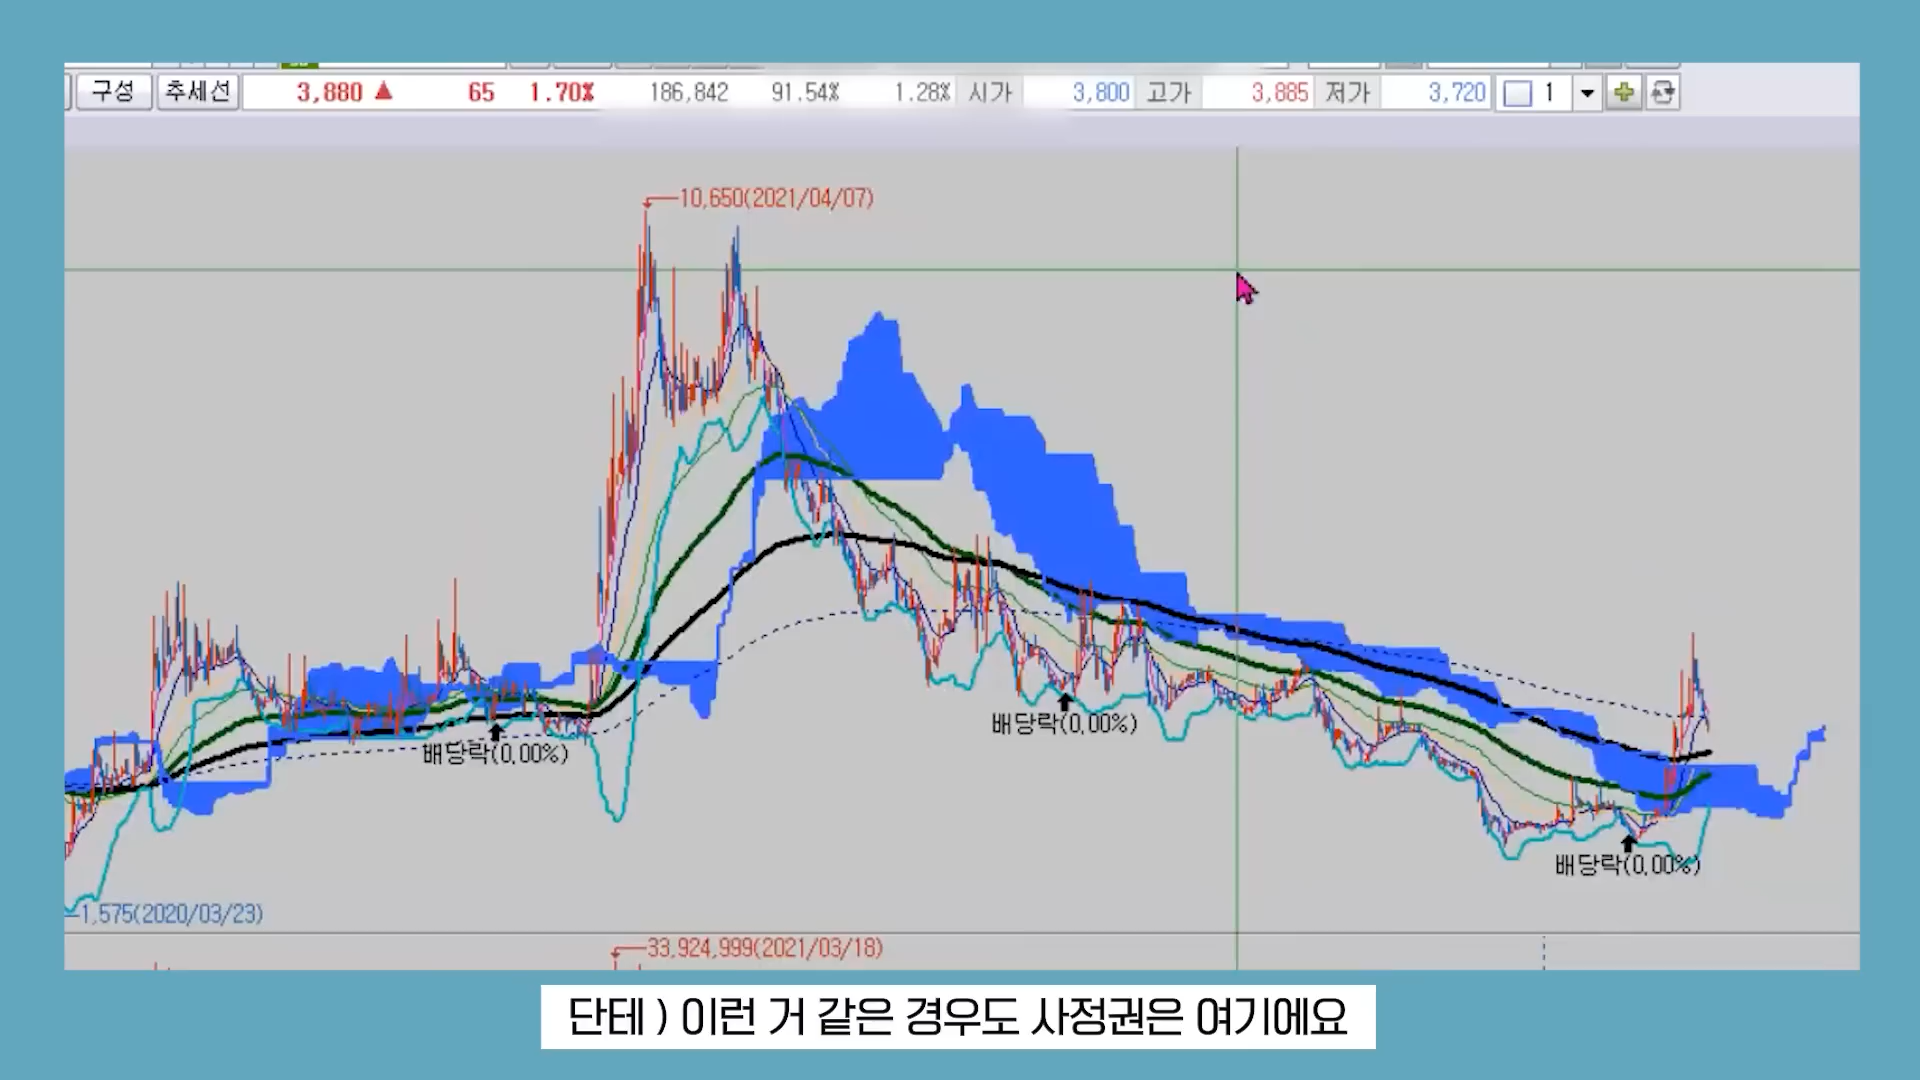 구성 추세선 3,880 ▲ 65 1.70% 186,842 91.54% 1.28% 시가 3,800 고가 3,885 저가 3,720 1
10,650(2021/04/07)
배당락(0.00%)
배당락(0.00%)
배당락(0.00%)
1,575(2020/03/23)
33,924,999(2021/03/18)
단테 ) 이런 거 같은 경우도 사정권은 여기에요